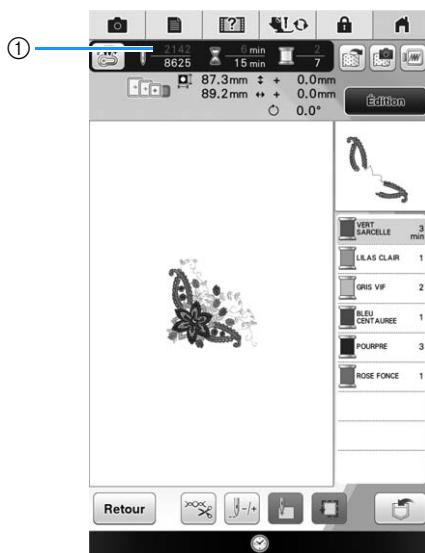 ①
2142 6 min 2
8625 15 min 7
87.3mm + 0.0mm
89.2mm + 0.0mm
0.0°
Édition
VERT SARCELLE 3 min
LILAS CLAIR 1
GRIS VIF 2
BLEU CENTAUREE 1
POURPRE 3
ROSE FONCE 1
Retour
-/+